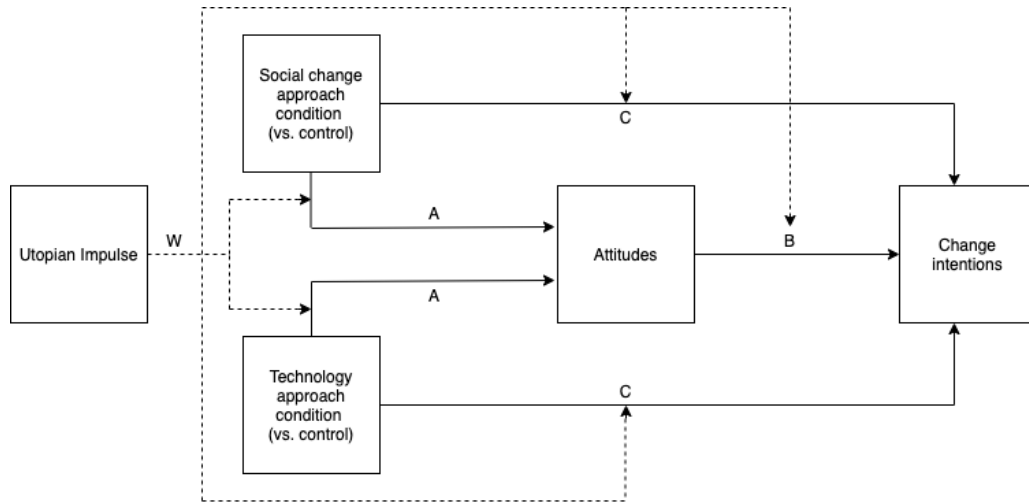 Social change
approach
condition
(vs. control)
C
A
Utopian Impulse
W
Attitudes
B
Change
intentions
A
Technology
approach
condition
(vs. control)
C